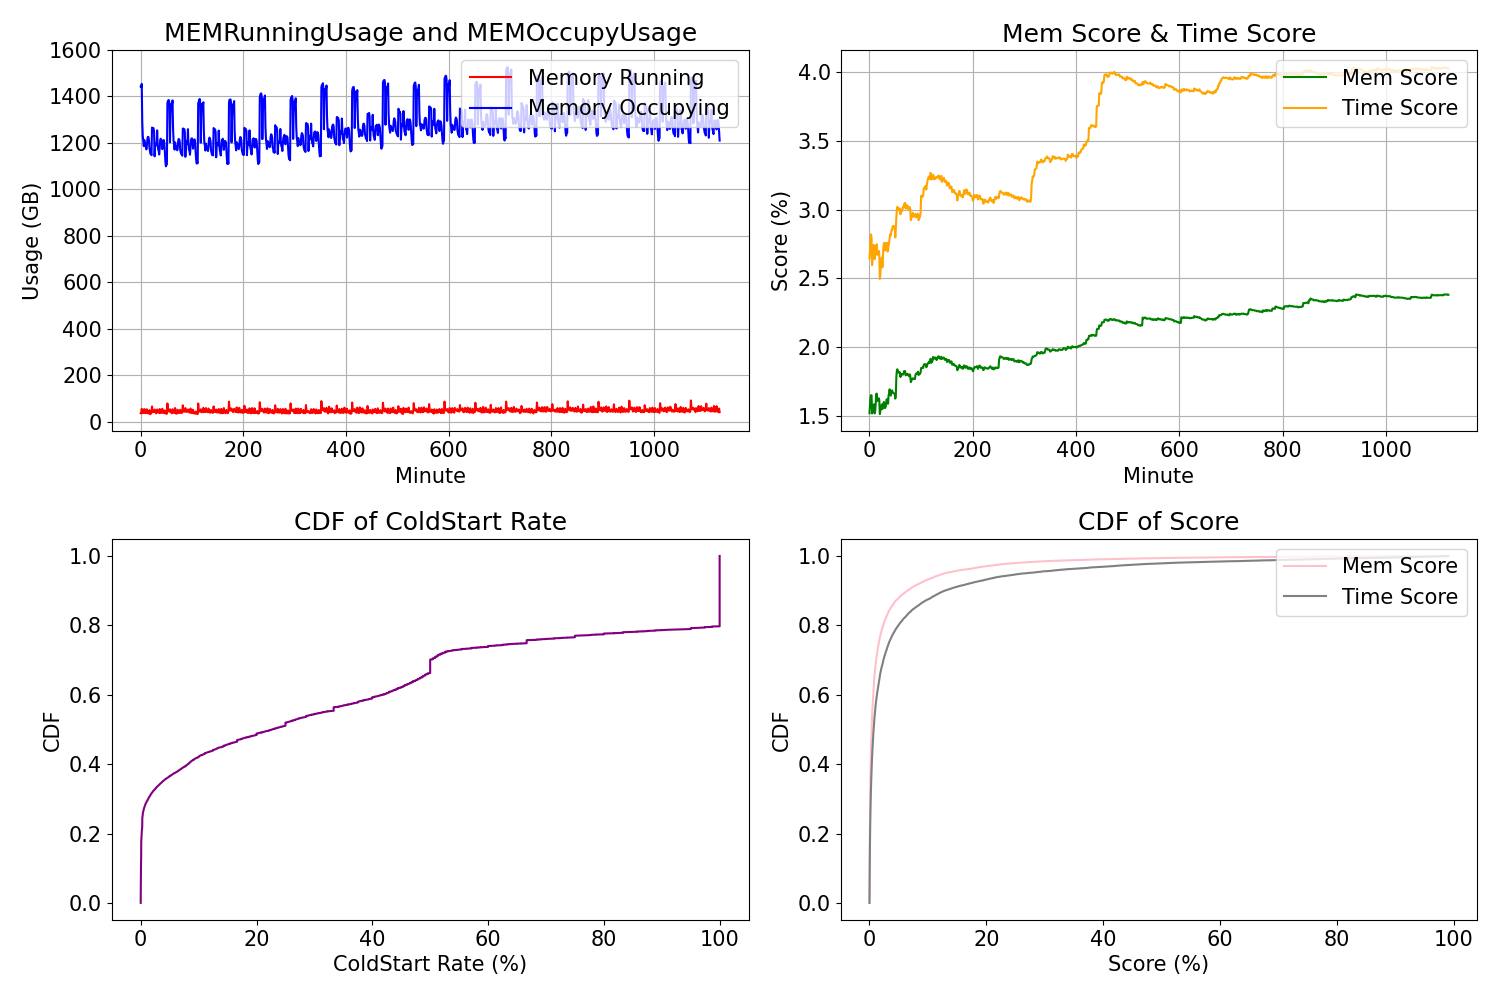 MEMRunningUsage and MEMOccupyUsage
1600
1400
1200
1000
800
600
400
200
0
Usage (GB)
Memory Running
Memory Occupying
0 200 400 600 800 1000
Minute
Mem Score & Time Score
4.0
3.5
3.0
2.5
2.0
1.5
Score (%)
Mem Score
Time Score
0 200 400 600 800 1000
Minute
CDF of ColdStart Rate
1.0
0.8
0.6
0.4
0.2
0.0
CDF
0 20 40 60 80 100
ColdStart Rate (%)
CDF of Score
1.0
0.8
0.6
0.4
0.2
0.0
CDF
Mem Score
Time Score
0 20 40 60 80 100
Score (%)